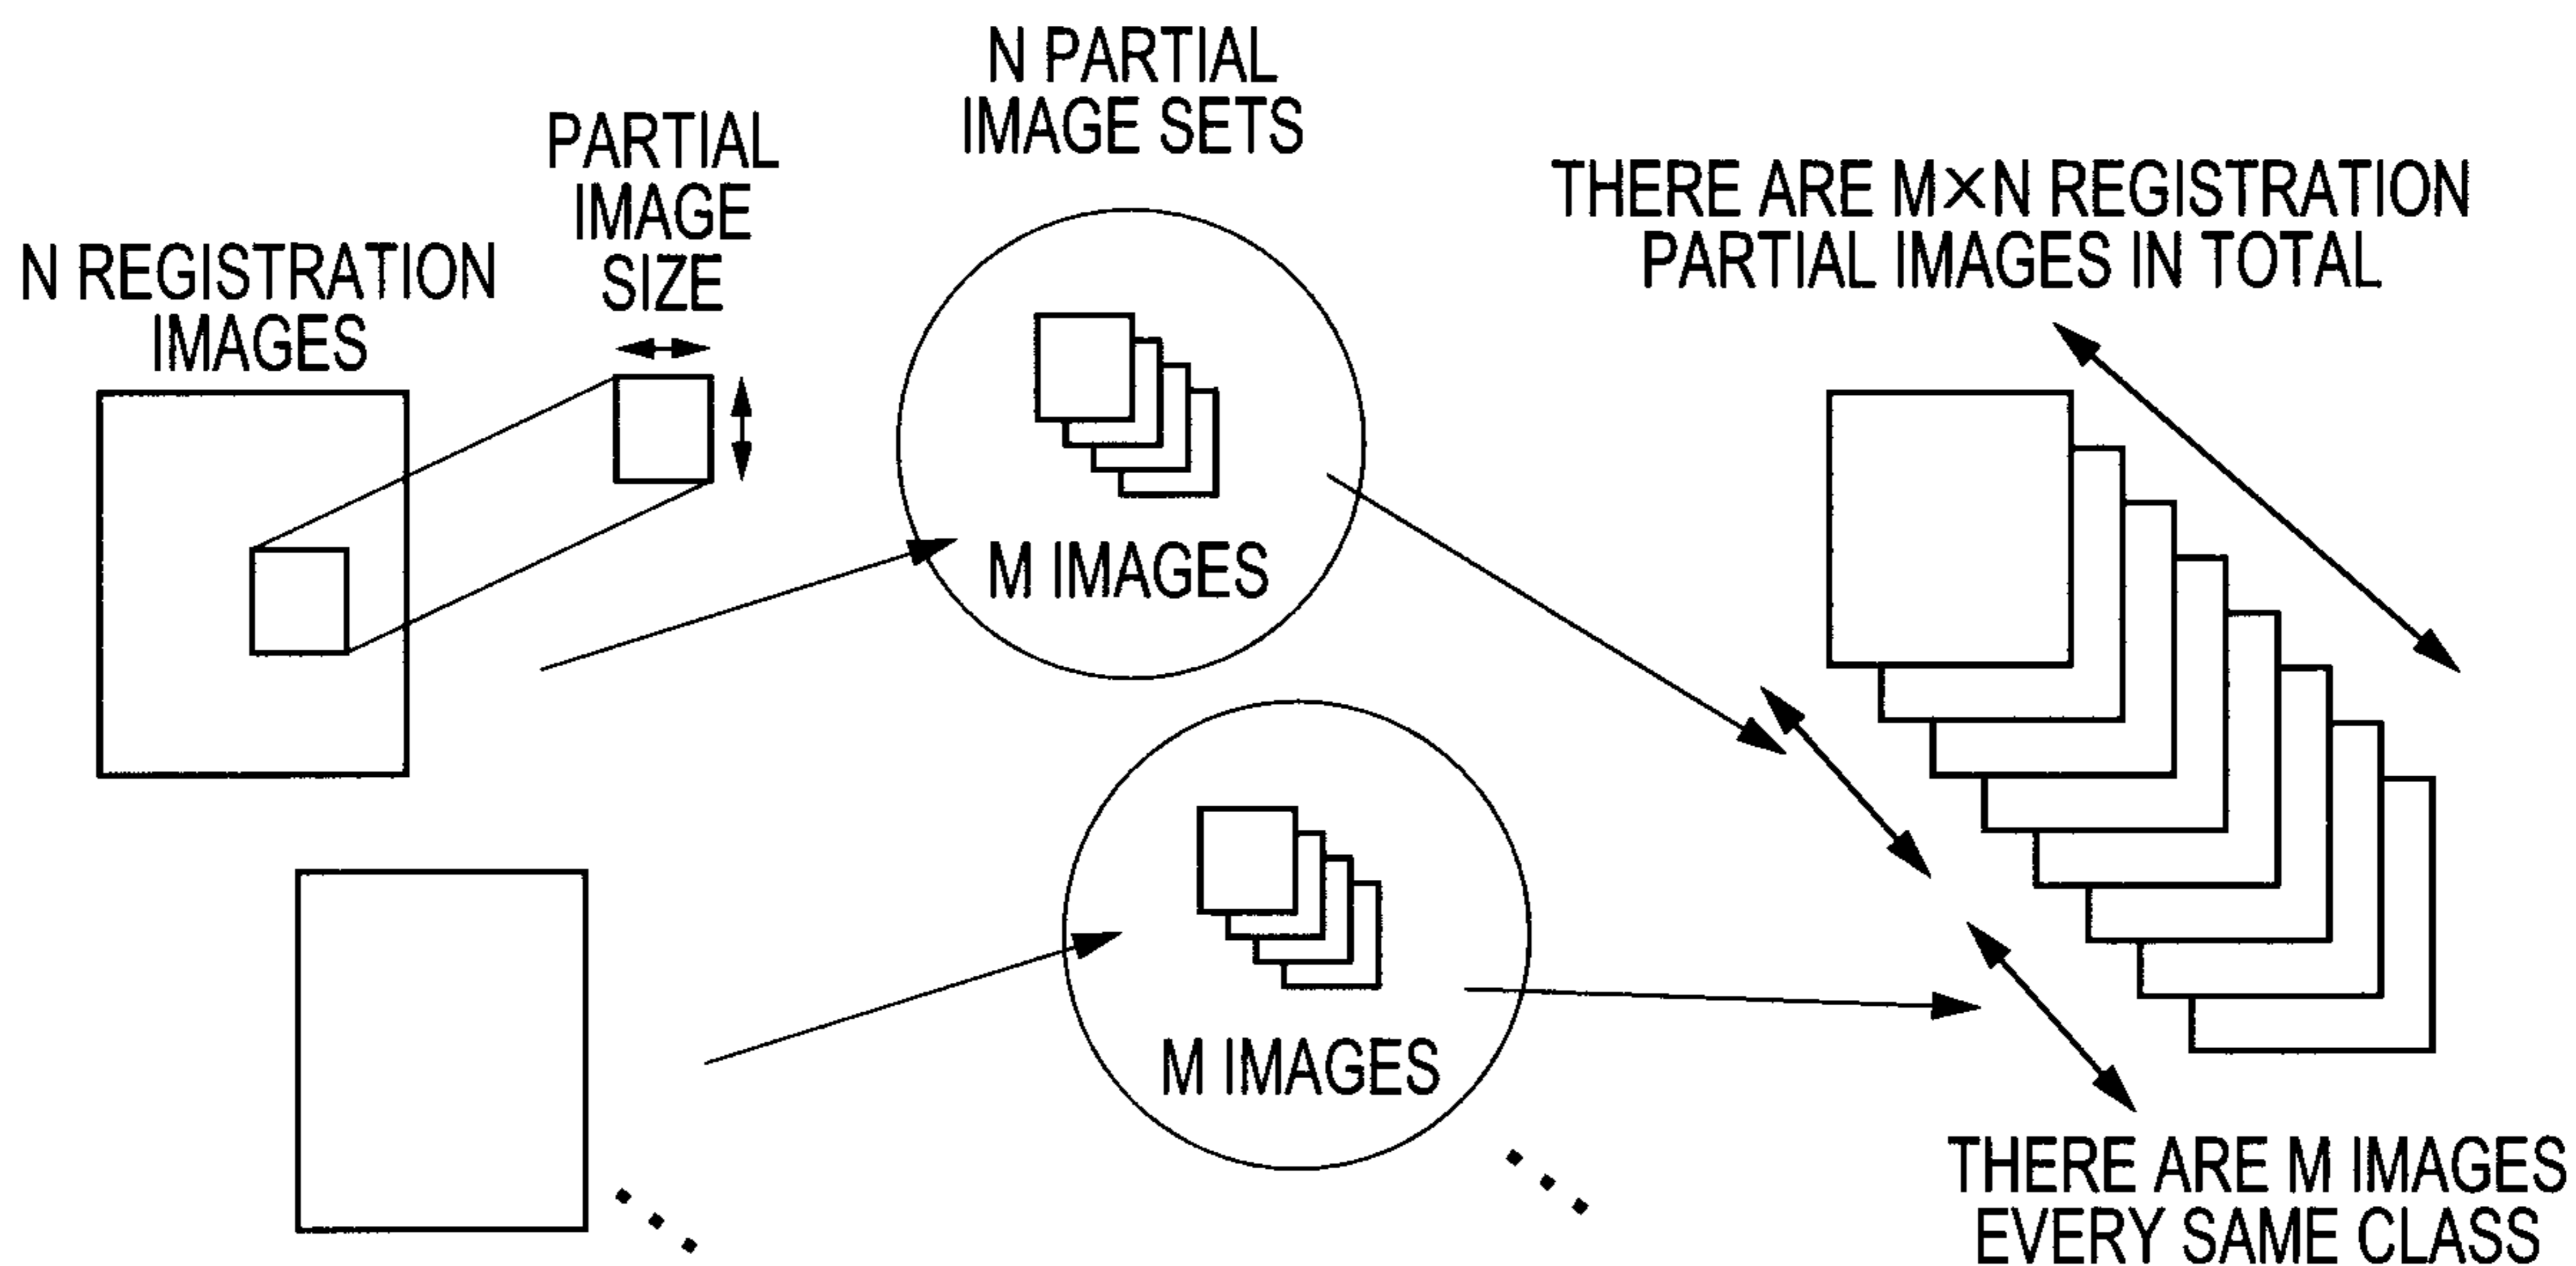 N REGISTRATION
IMAGES
PARTIAL
IMAGE
SIZE
N PARTIAL
IMAGE SETS
M IMAGES
M IMAGES
THERE ARE M×N REGISTRATION
PARTIAL IMAGES IN TOTAL
THERE ARE M IMAGES
EVERY SAME CLASS